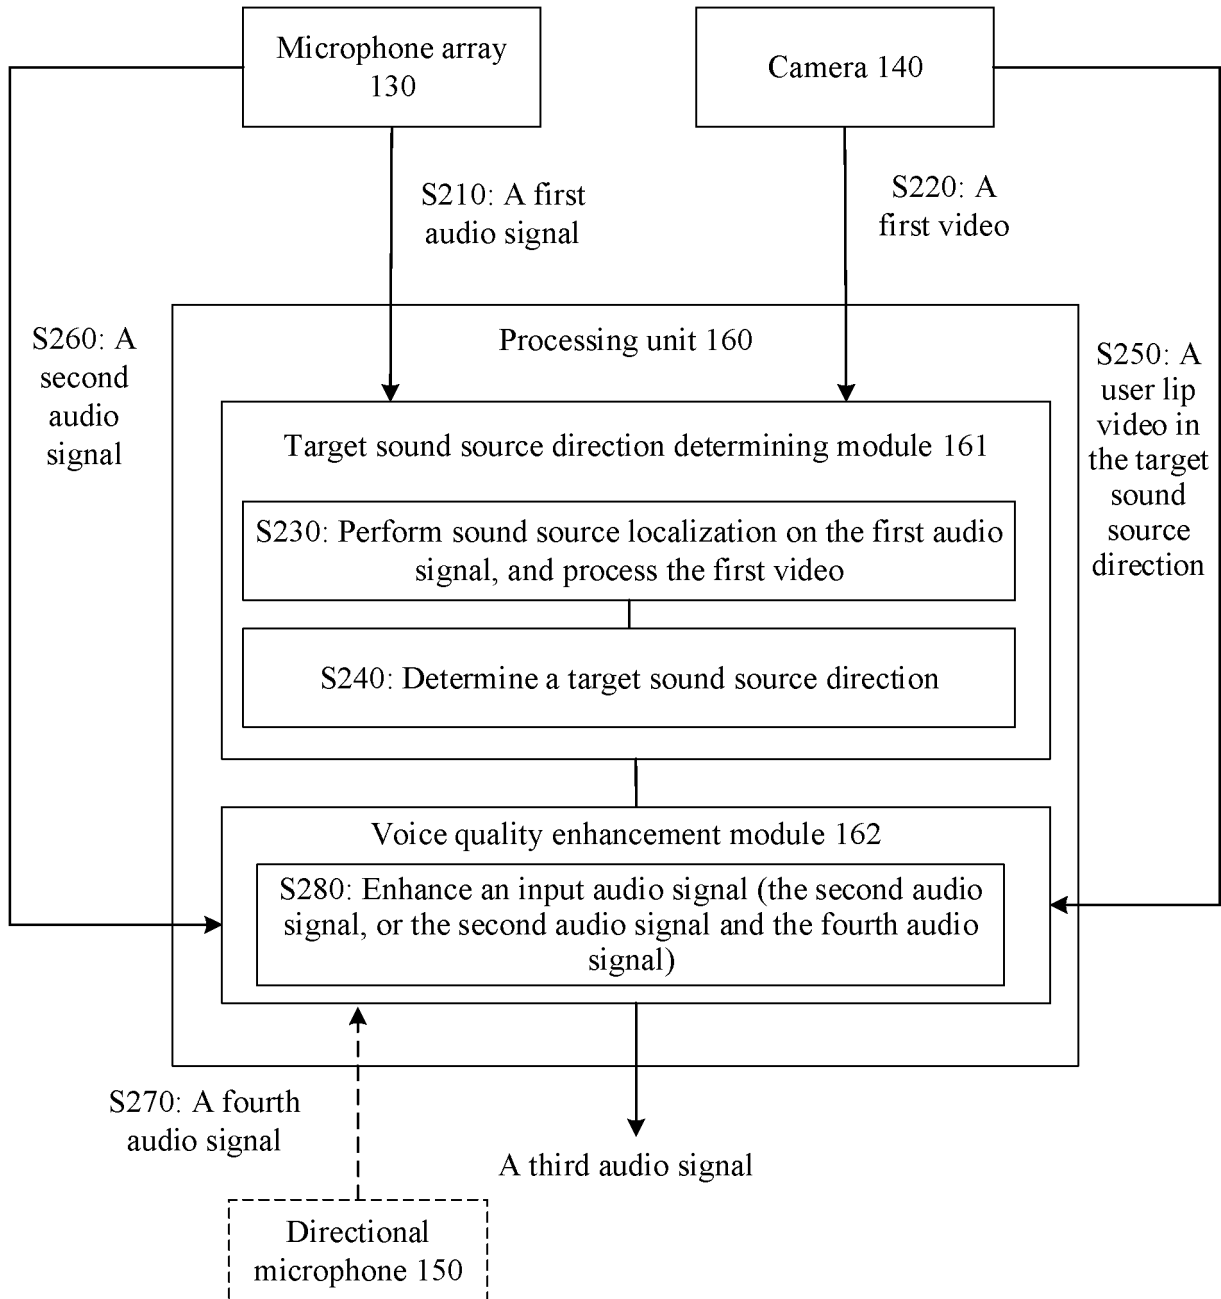 Microphone array
130
Camera 140
S210: A first
audio signal
S220: A
first video
S260: A
second
audio
signal
Processing unit 160
S250: A
user lip
video in
the target
sound
source
direction
Target sound source direction determining module 161
S230: Perform sound source localization on the first audio
signal, and process the first video
S240: Determine a target sound source direction
Voice quality enhancement module 162
S280: Enhance an input audio signal (the second audio
signal, or the second audio signal and the fourth audio
signal)
S270: A fourth
audio signal
A third audio signal
Directional
microphone 150